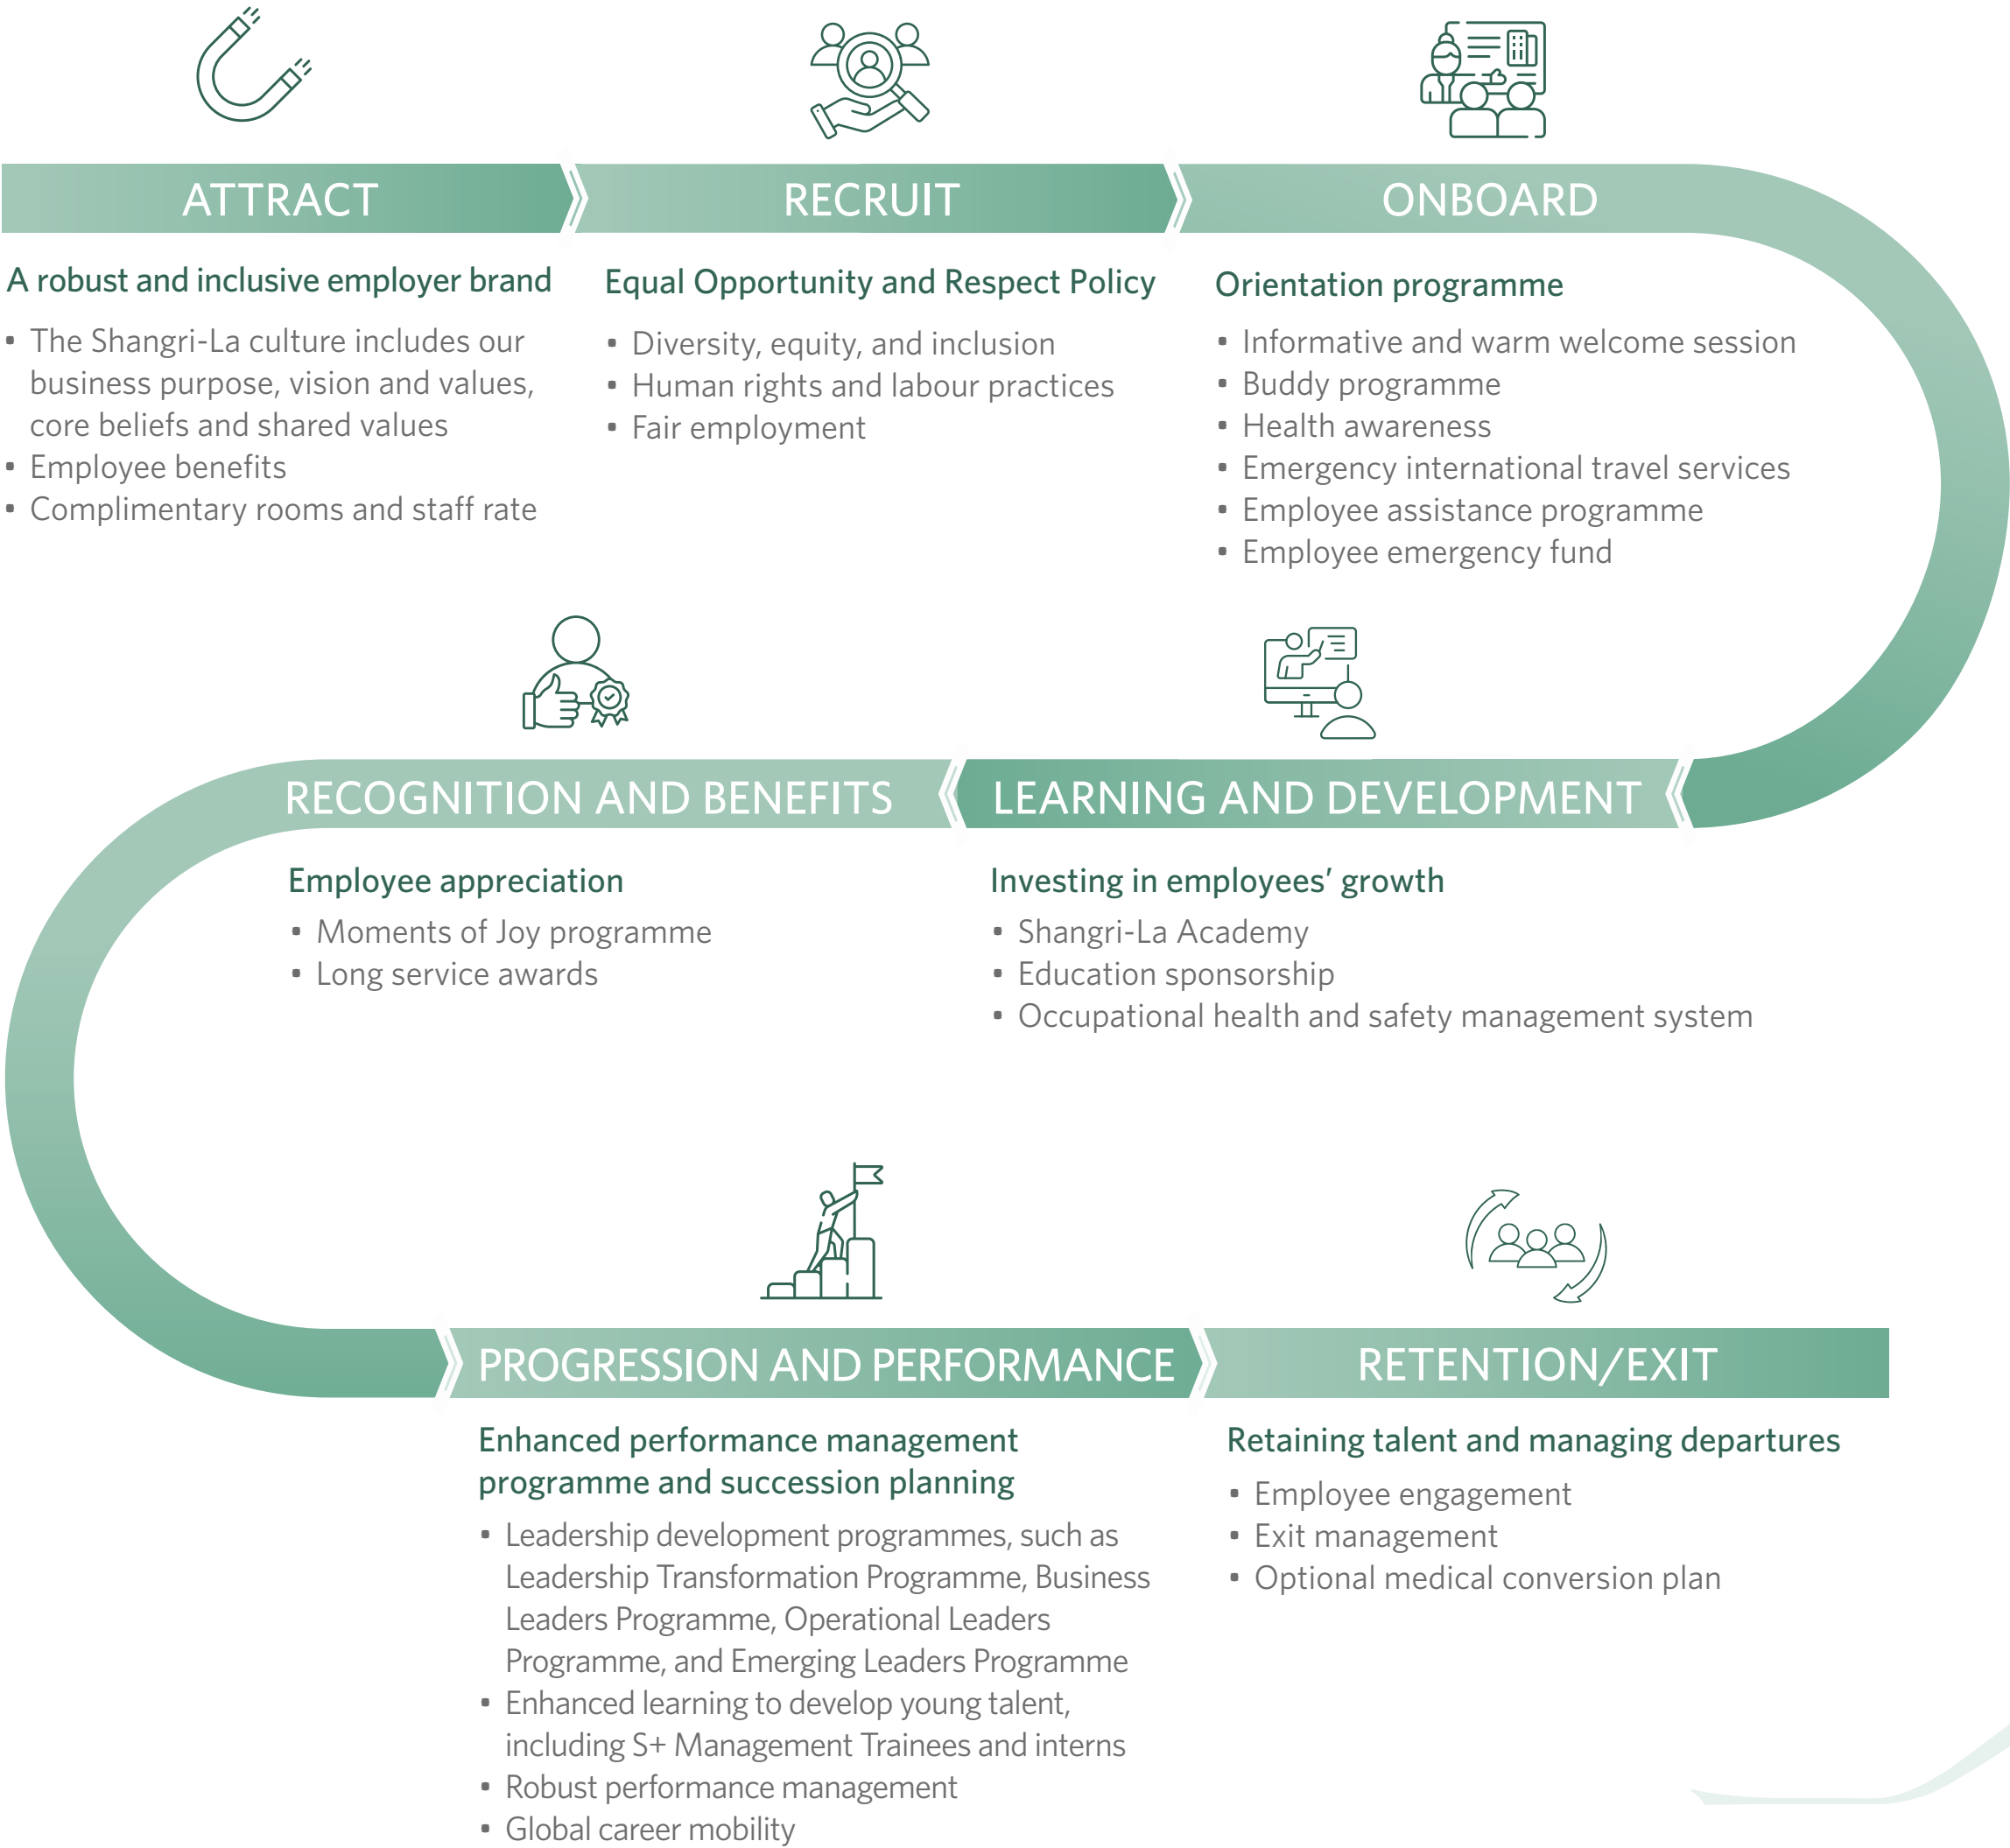 ATTRACT
A robust and inclusive employer brand
• The Shangri-La culture includes our
business purpose, vision and values,
core beliefs and shared values
• Employee benefits
• Complimentary rooms and staff rate
RECRUIT
Equal Opportunity and Respect Policy
• Diversity, equity, and inclusion
• Human rights and labour practices
• Fair employment
ONBOARD
Orientation programme
• Informative and warm welcome session
• Buddy programme
• Health awareness
• Emergency international travel services
• Employee assistance programme
• Employee emergency fund
LEARNING AND DEVELOPMENT
Investing in employees’ growth
• Shangri-La Academy
• Education sponsorship
• Occupational health and safety management system
RECOGNITION AND BENEFITS
Employee appreciation
• Moments of Joy programme
• Long service awards
PROGRESSION AND PERFORMANCE
Enhanced performance management
programme and succession planning
• Leadership development programmes, such as
Leadership Transformation Programme, Business
Leaders Programme, Operational Leaders
Programme, and Emerging Leaders Programme
• Enhanced learning to develop young talent,
including S+ Management Trainees and interns
• Robust performance management
• Global career mobility
RETENTION/EXIT
Retaining talent and managing departures
• Employee engagement
• Exit management
• Optional medical conversion plan